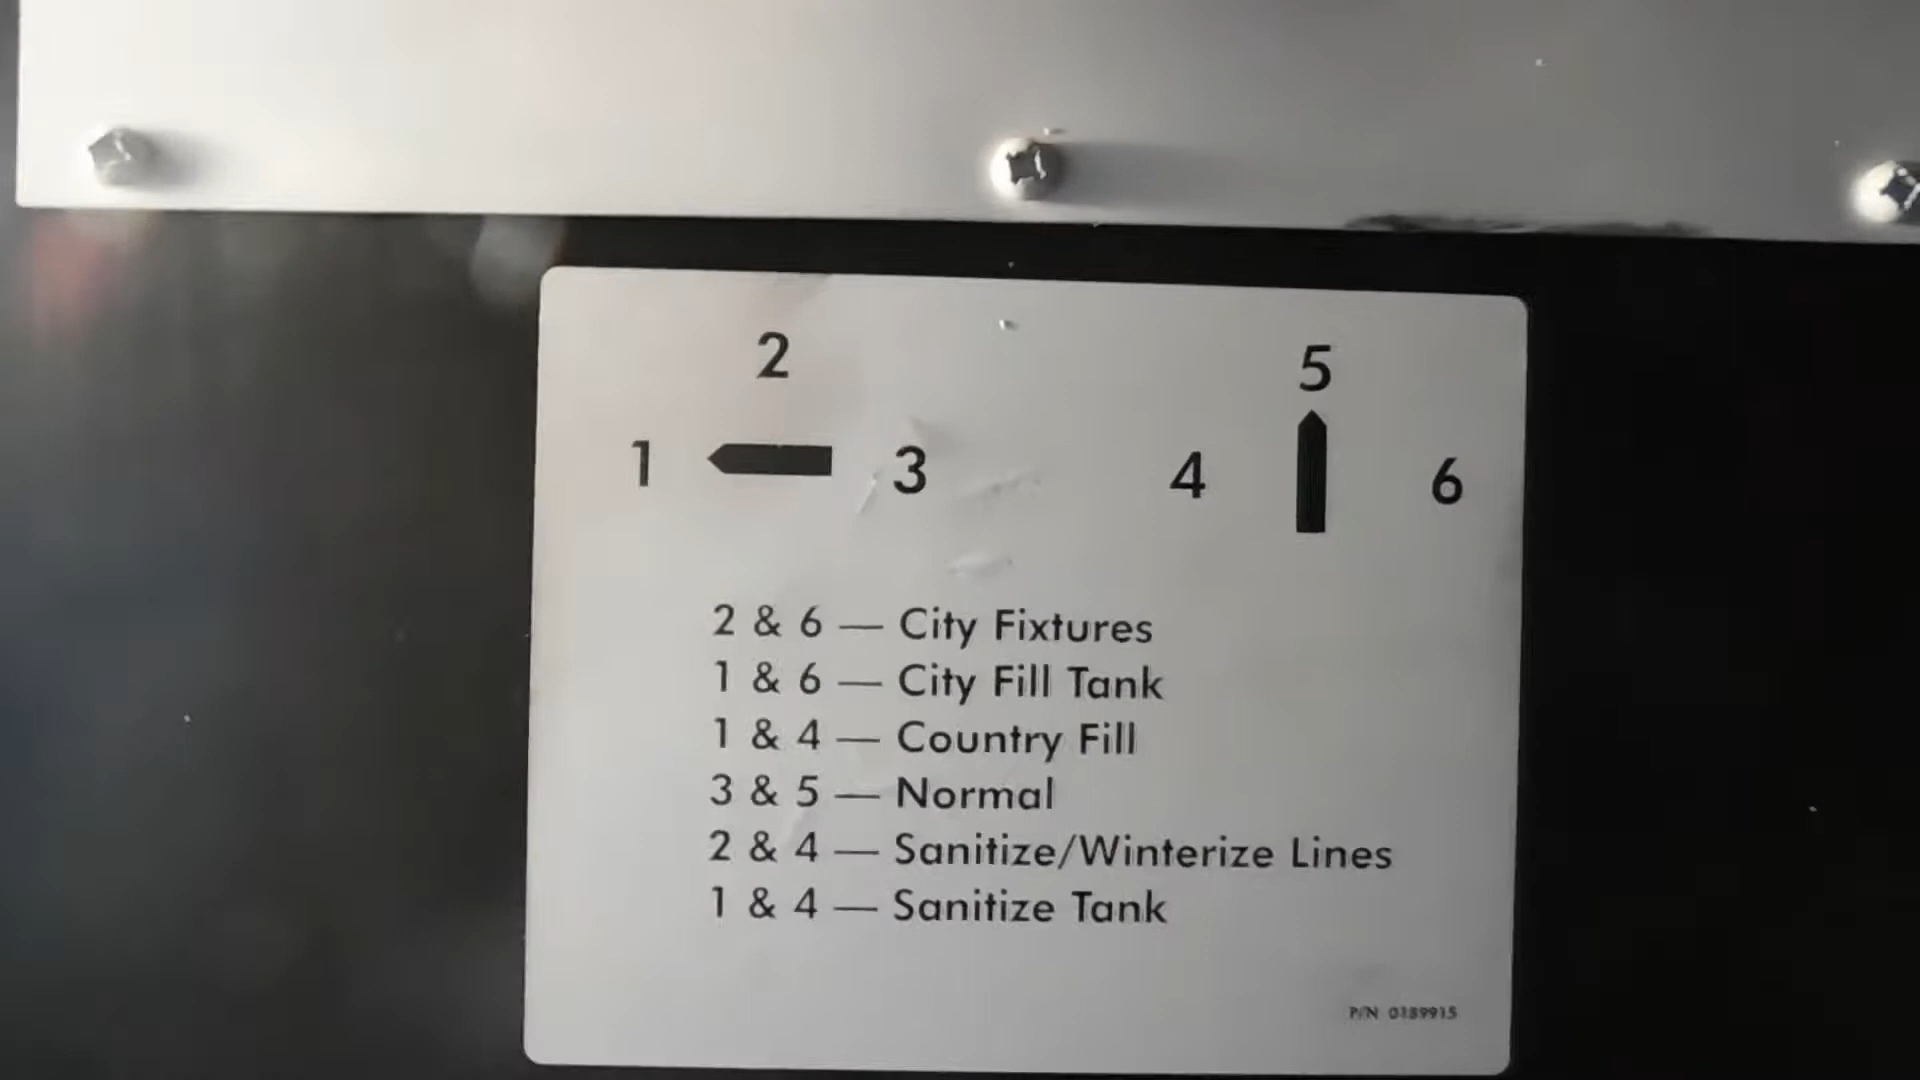 2 5
1 3 4 6
2 & 6 — City Fixtures
1 & 6 — City Fill Tank
1 & 4 — Country Fill
3 & 5 — Normal
2 & 4 — Sanitize/Winterize Lines
1 & 4 — Sanitize Tank
P/N 0189915